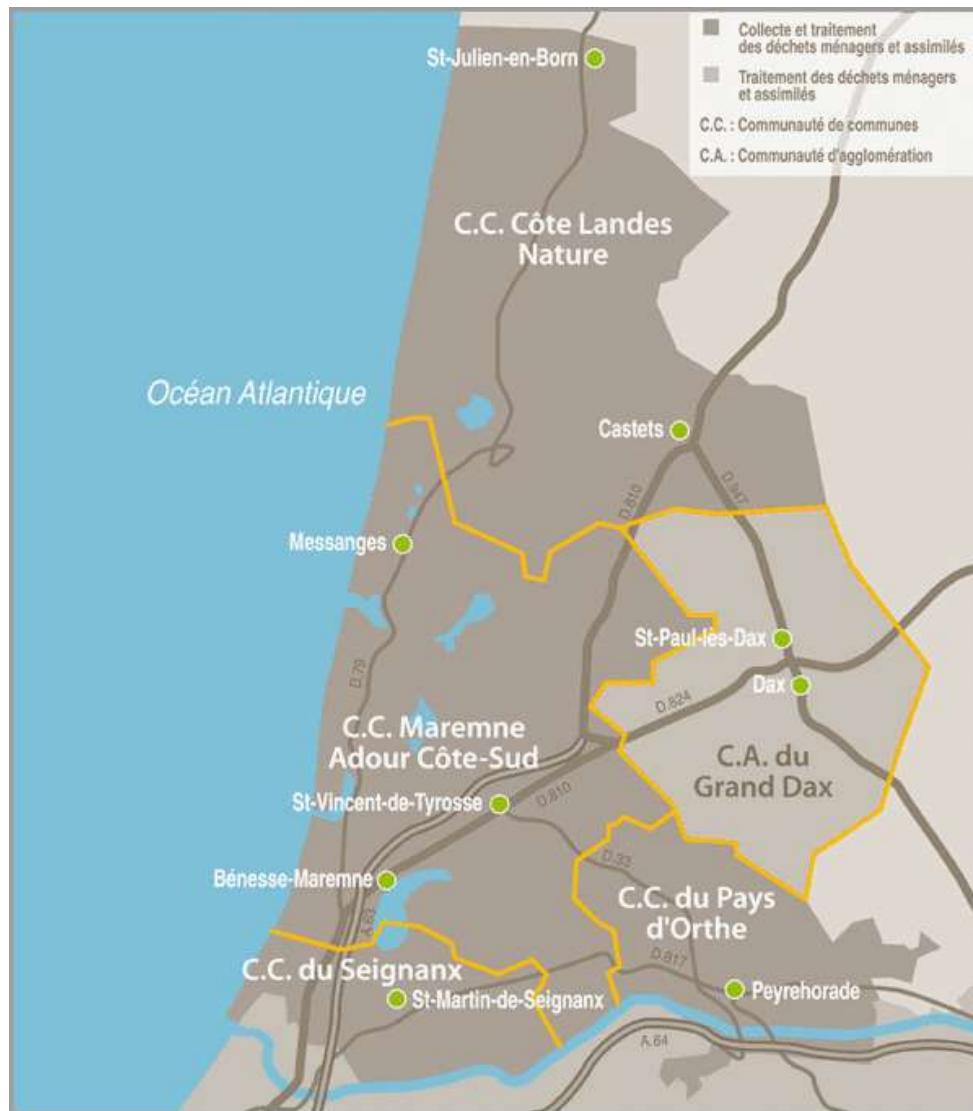 Collecte et traitement
des déchets ménagers et assimilés
Traitement des déchets ménagers
et assimilés
C.C. : Communauté de communes
C.A. : Communauté d'agglomération
St-Julien-en-Born
C.C. Côte Landes
Nature
Océan Atlantique
Castets
D.810
D.947
Messanges
St-Paul-lès-Dax
Dax
D.79
D.824
C.C. Maremne
Adour Côte-Sud
C.A. du
Grand Dax
St-Vincent-de-Tyrosse
D.810
D.33
Bénesse-Maremne
A.63
C.C. du Pays
d'Orthe
D.817
C.C. du Seignanx
St-Martin-de-Seignanx
Peyrehorade
A.64